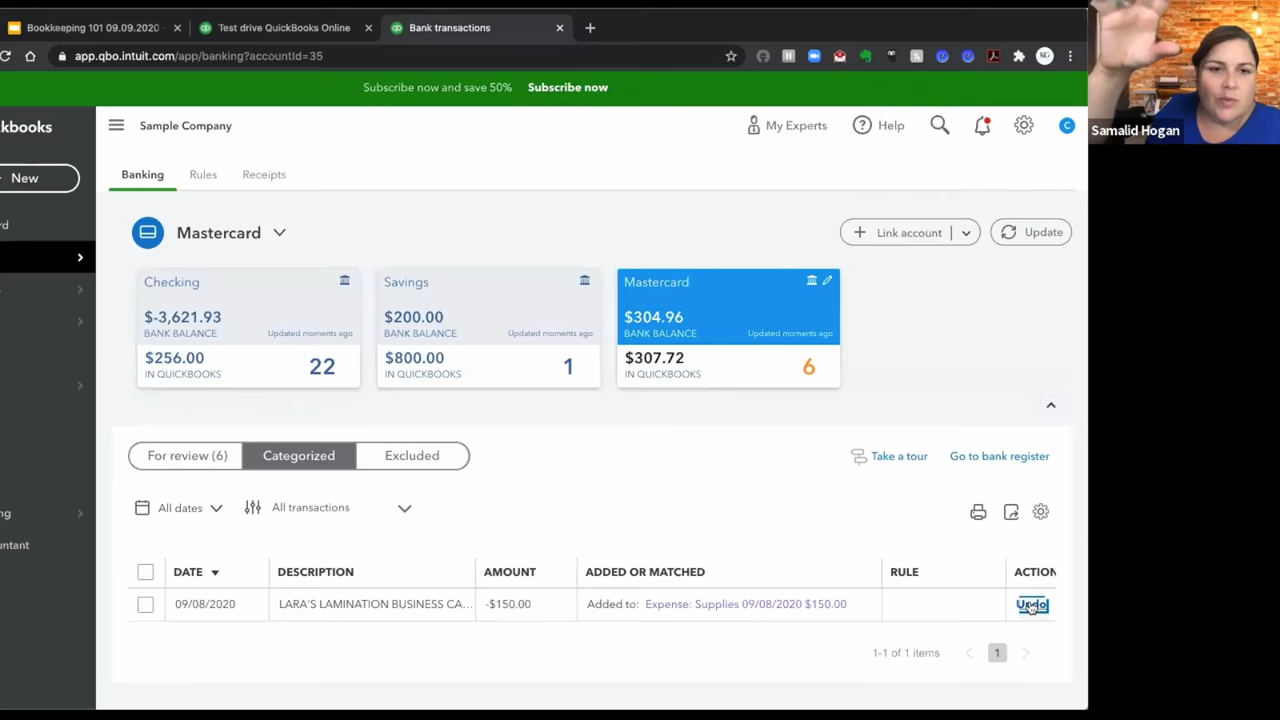 Bookkeeping 101 09.09.2020
Test drive QuickBooks Online
Bank transactions
app.qbo.intuit.com/app/banking?accountId=35
Subscribe now and save 50% Subscribe now
Samalid Hogan
ckbooks
Sample Company
My Experts
Help
C
New
Banking
Rules
Receipts
rd
Mastercard
Link account
Update
Checking
$-3,621.93
BANK BALANCE
Updated moments ago
$256.00
IN QUICKBOOKS
22
Savings
$200.00
BANK BALANCE
Updated moments ago
$800.00
IN QUICKBOOKS
1
Mastercard
$304.96
BANK BALANCE
Updated moments ago
$307.72
IN QUICKBOOKS
6
For review (6)
Categorized
Excluded
Take a tour
Go to bank register
ng
untant
All dates
All transactions
DATE
DESCRIPTION
AMOUNT
ADDED OR MATCHED
RULE
ACTION
09/08/2020
LARA'S LAMINATION BUSINESS CA...
-$150.00
Added to: Expense: Supplies 09/08/2020 $150.00
Undo
1-1 of 1 items
1